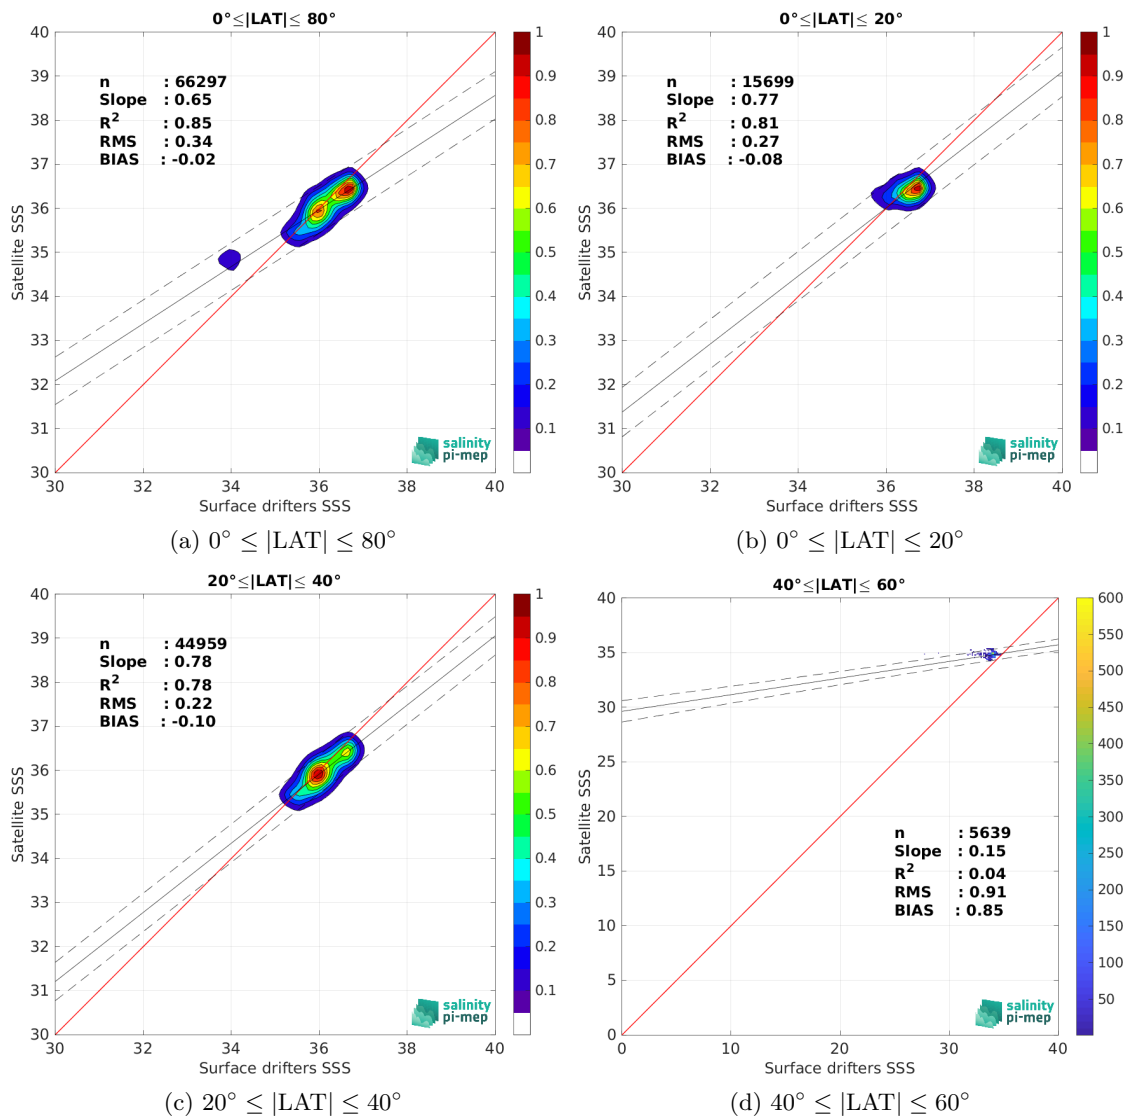 0°≤|LAT|≤ 80°
40
39
38
37
36
35
34
33
32
31
30
Satellite SSS
n : 66297
Slope : 0.65
R² : 0.85
RMS : 0.34
BIAS : -0.02
salinity
pi-mep
30 32 34 36 38 40
Surface drifters SSS
1
0.9
0.8
0.7
0.6
0.5
0.4
0.3
0.2
0.1
(a) 0° ≤ |LAT| ≤ 80°
0°≤|LAT|≤ 20°
40
39
38
37
36
35
34
33
32
31
30
Satellite SSS
n : 15699
Slope : 0.77
R² : 0.81
RMS : 0.27
BIAS : -0.08
salinity
pi-mep
30 32 34 36 38 40
Surface drifters SSS
1
0.9
0.8
0.7
0.6
0.5
0.4
0.3
0.2
0.1
(b) 0° ≤ |LAT| ≤ 20°
20°≤|LAT|≤ 40°
40
39
38
37
36
35
34
33
32
31
30
Satellite SSS
n : 44959
Slope : 0.78
R² : 0.78
RMS : 0.22
BIAS : -0.10
salinity
pi-mep
30 32 34 36 38 40
Surface drifters SSS
1
0.9
0.8
0.7
0.6
0.5
0.4
0.3
0.2
0.1
(c) 20° ≤ |LAT| ≤ 40°
40°≤|LAT|≤ 60°
40
35
30
25
20
15
10
5
0
Satellite SSS
n : 5639
Slope : 0.15
R² : 0.04
RMS : 0.91
BIAS : 0.85
salinity
pi-mep
0 10 20 30 40
Surface drifters SSS
600
550
500
450
400
350
300
250
200
150
100
50
(d) 40° ≤ |LAT| ≤ 60°